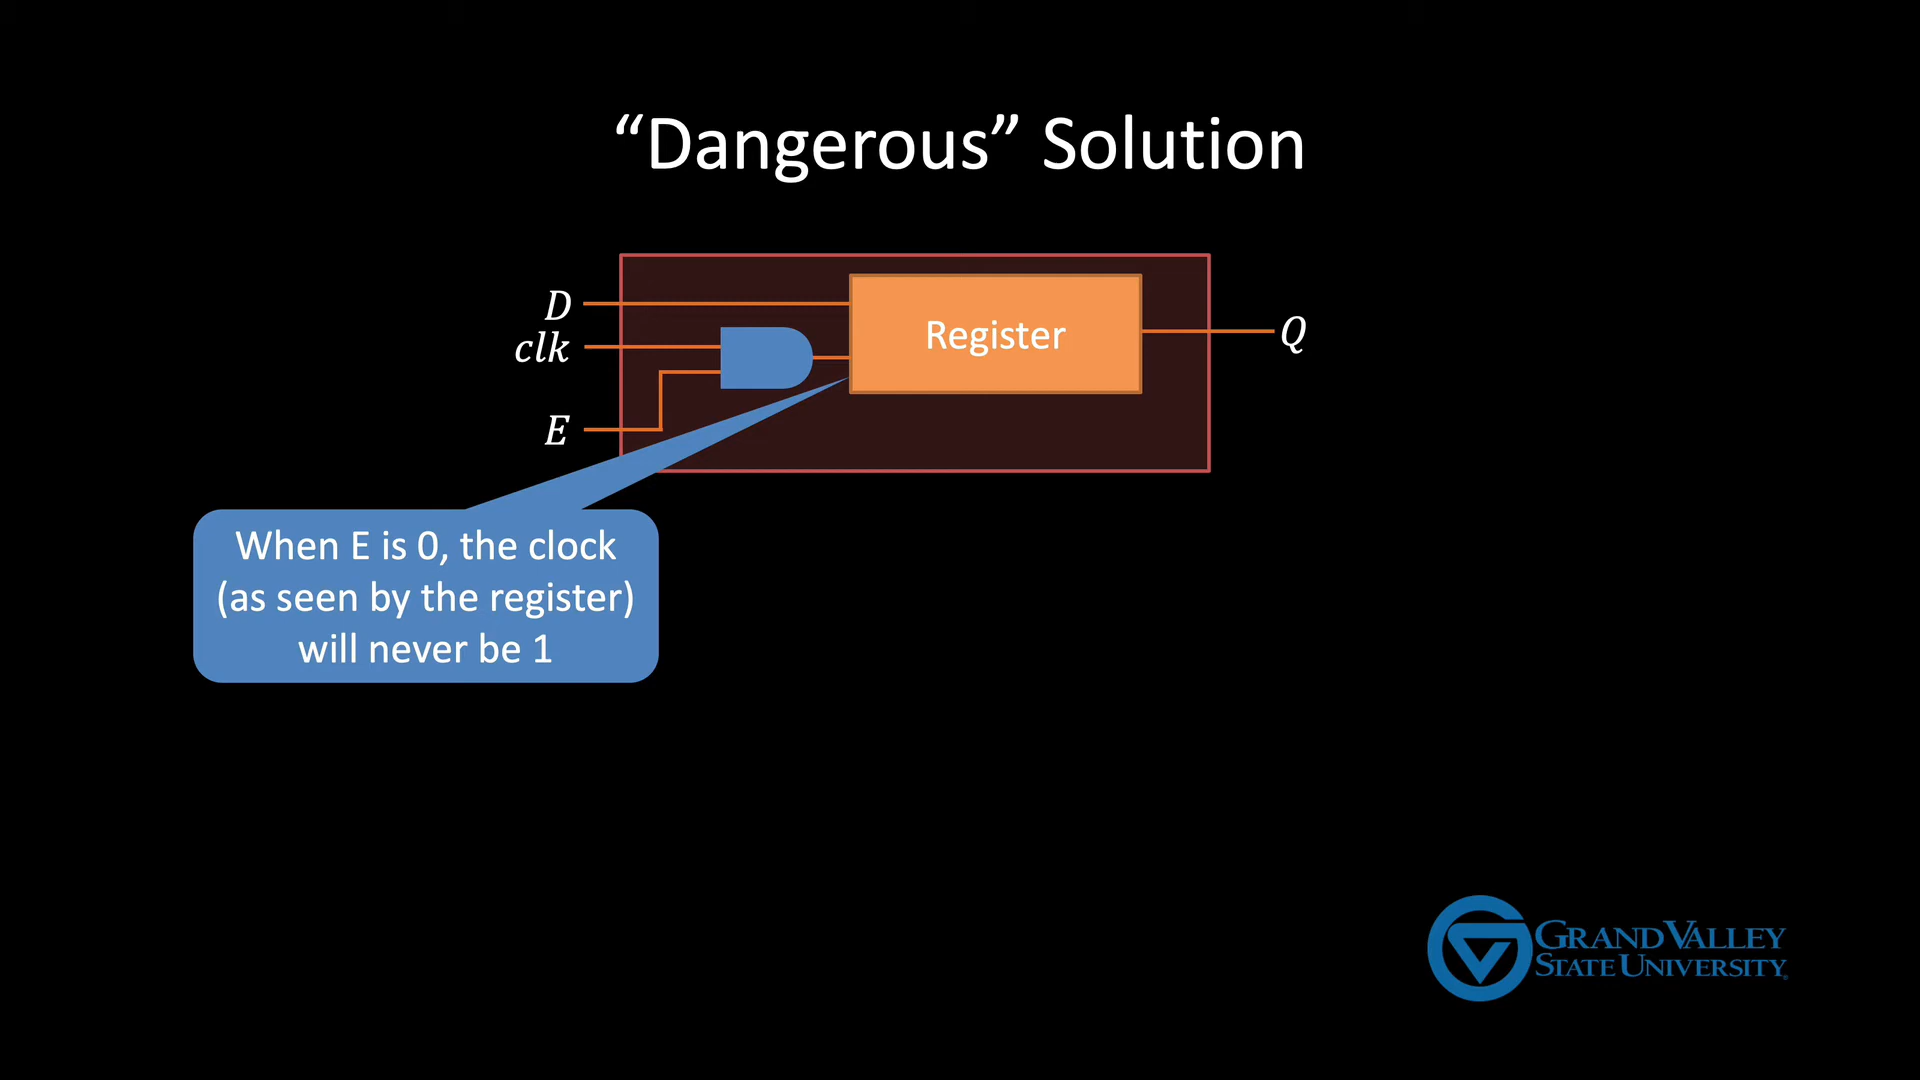 “Dangerous” Solution
D
clk
E
Register
Q
When E is 0, the clock
(as seen by the register)
will never be 1
GRAND VALLEY
STATE UNIVERSITY